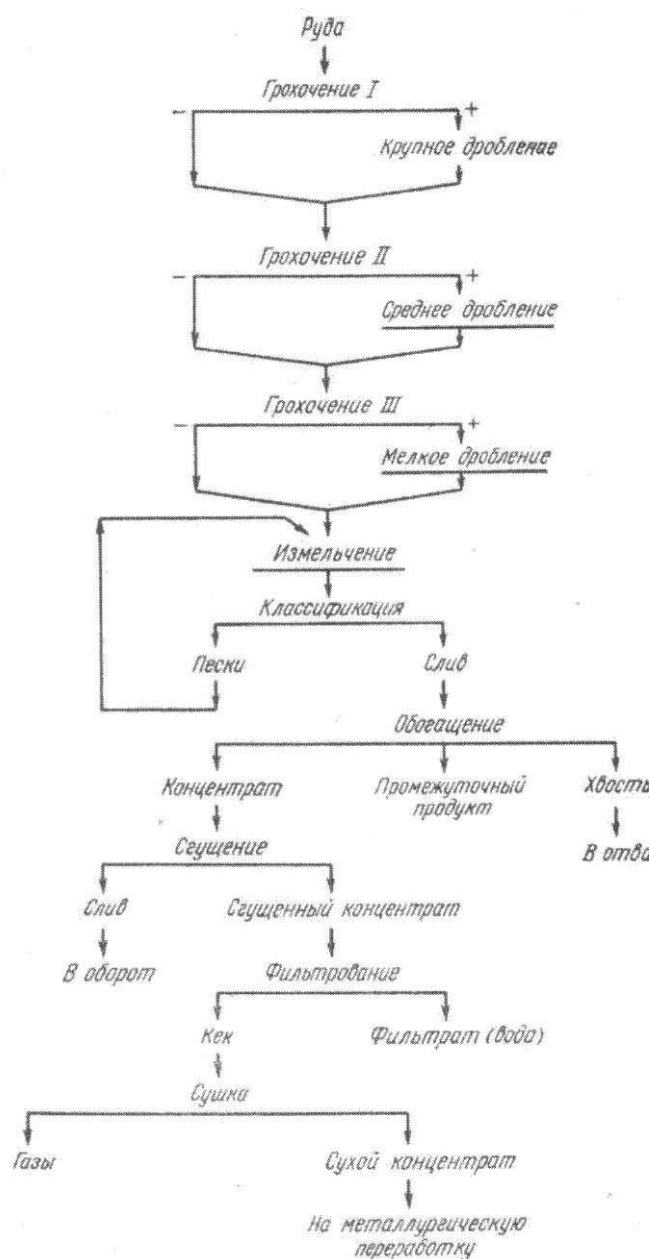 Руда
Грохочение I
− +
Крупное дробление
Грохочение II
− +
Среднее дробление
Грохочение III
− +
Мелкое дробление
Измельчение
Классификация
Пески Слив
Обогащение
Концентрат Промежуточный продукт Хвосты
Сгущение В отва
Слив Сгущенный концентрат
В оборот Фильтрование
Кек Фильтрат (вода)
Сушка
Газы Сухой концентрат
На металлургическую
переработку